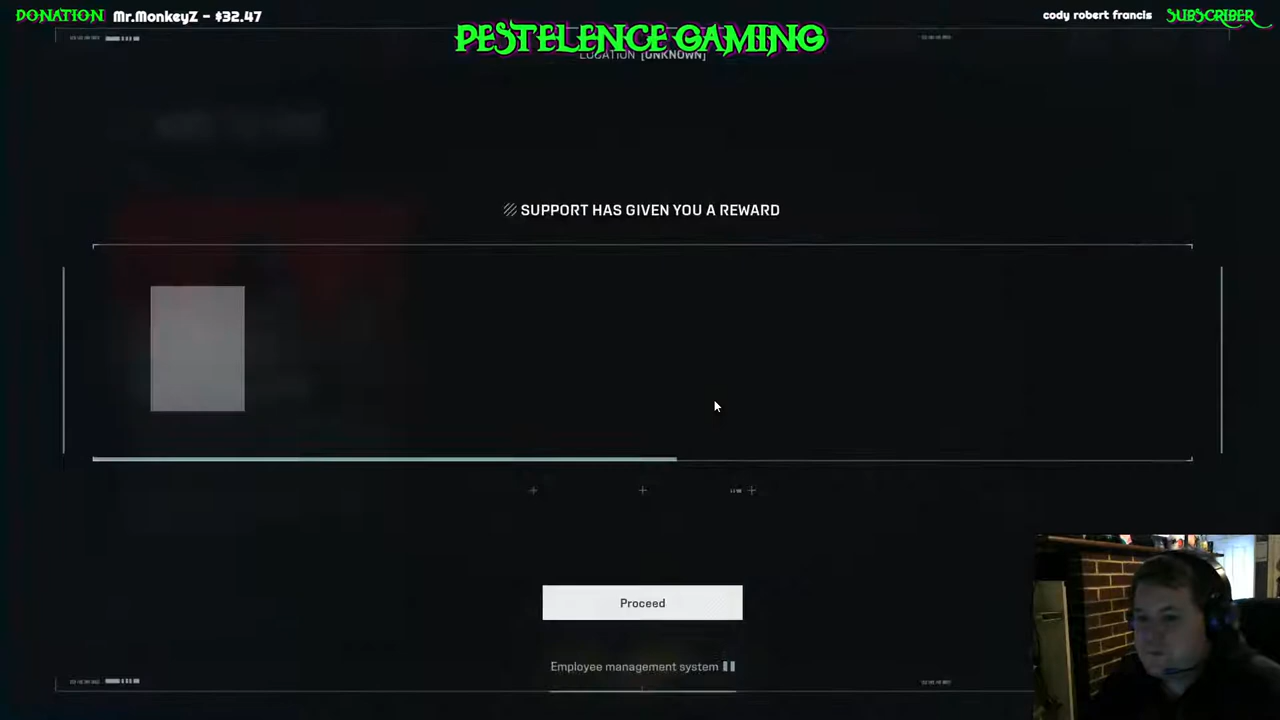 DONATION Mr.MonkeyZ - $32.47
cody robert francis SUBSCRIBER
PESTELENCE GAMING
LOCATION [UNKNOWN]
SUPPORT HAS GIVEN YOU A REWARD
Proceed
Employee management system